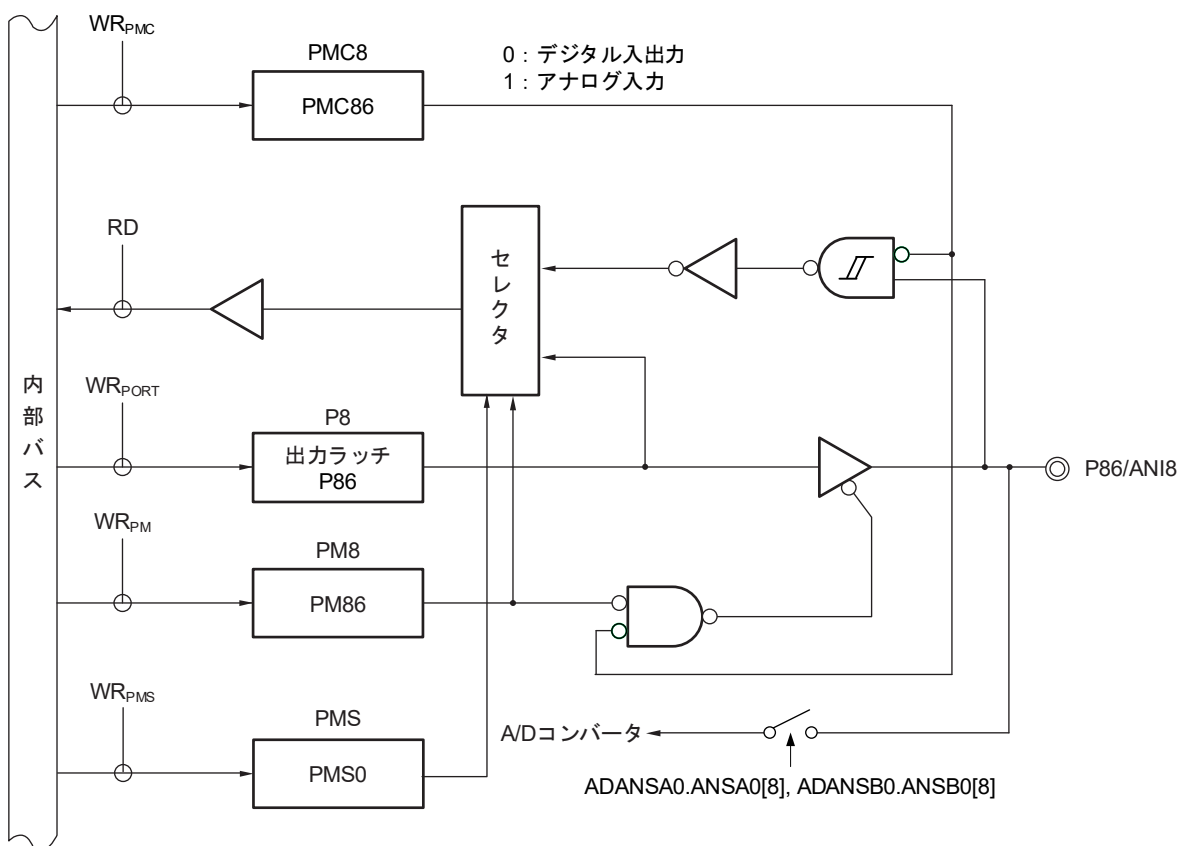 WRPMC
PMC8
PMC86
0：デジタル入出力
1：アナログ入力
RD
セレクタ
内部バス
WRPORT
P8
出力ラッチ
P86
P86/ANI8
WRPM
PM8
PM86
WRPMS
PMS
PMS0
A/Dコンバータ
ADANSA0.ANSA0[8], ADANSB0.ANSB0[8]